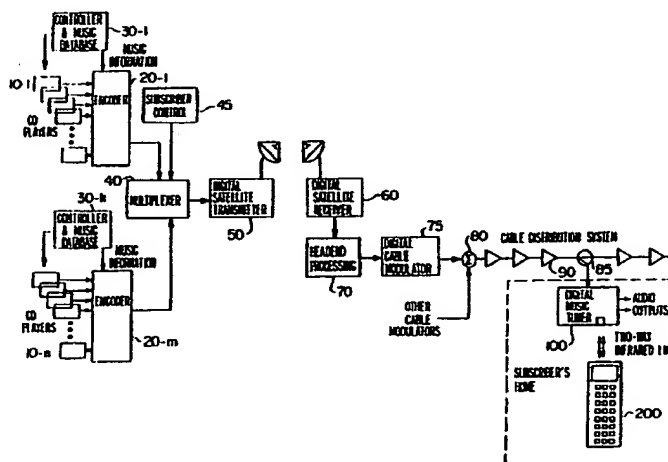 CONTROLLER
& MUSIC
DATABASE
30-1
MUSIC
INFORMATION
20-1
10-1
ENCODER
SUBSCRIBER
CONTROL
45
CD
PLAYERS
40
MULTIPLEXER
DIGITAL
SATELLITE
TRANSMITTER
50
30-k
CONTROLLER
& MUSIC
DATABASE
MUSIC
INFORMATION
ENCODER
CD
PLAYERS
10-n
20-m
DIGITAL
SATELLITE
RECEIVER
60
HEADEND
PROCESSING
70
75
DIGITAL
CABLE
MODULATOR
80
CABLE DISTRIBUTION SYSTEM
90
85
OTHER
CABLE
MODULATORS
DIGITAL
MUSIC
TUNER
100
AUDIO
OUTPUTS
TWO-WAY
INFRARED
SUBSCRIBER'S
HOME
200